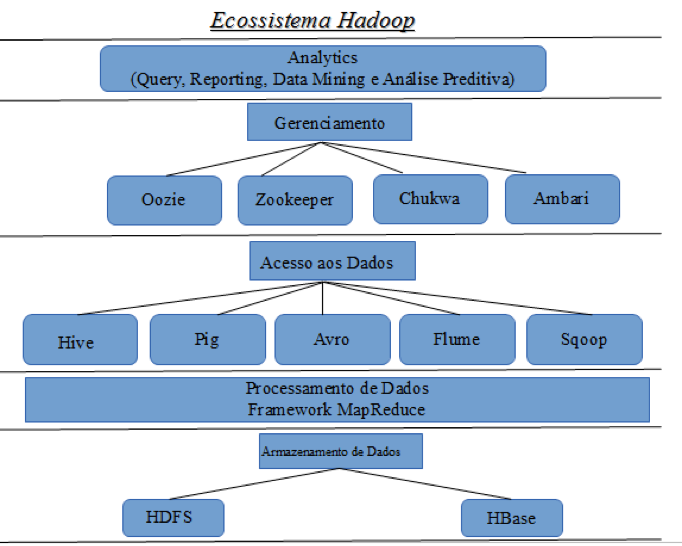 Ecossistema Hadoop
Analytics
(Query, Reporting, Data Mining e Análise Preditiva)
Gerenciamento
Oozie
Zookeeper
Chukwa
Ambari
Acesso aos Dados
Hive
Pig
Avro
Flume
Sqoop
Processamento de Dados
Framework MapReduce
Armazenamento de Dados
HDFS
HBase